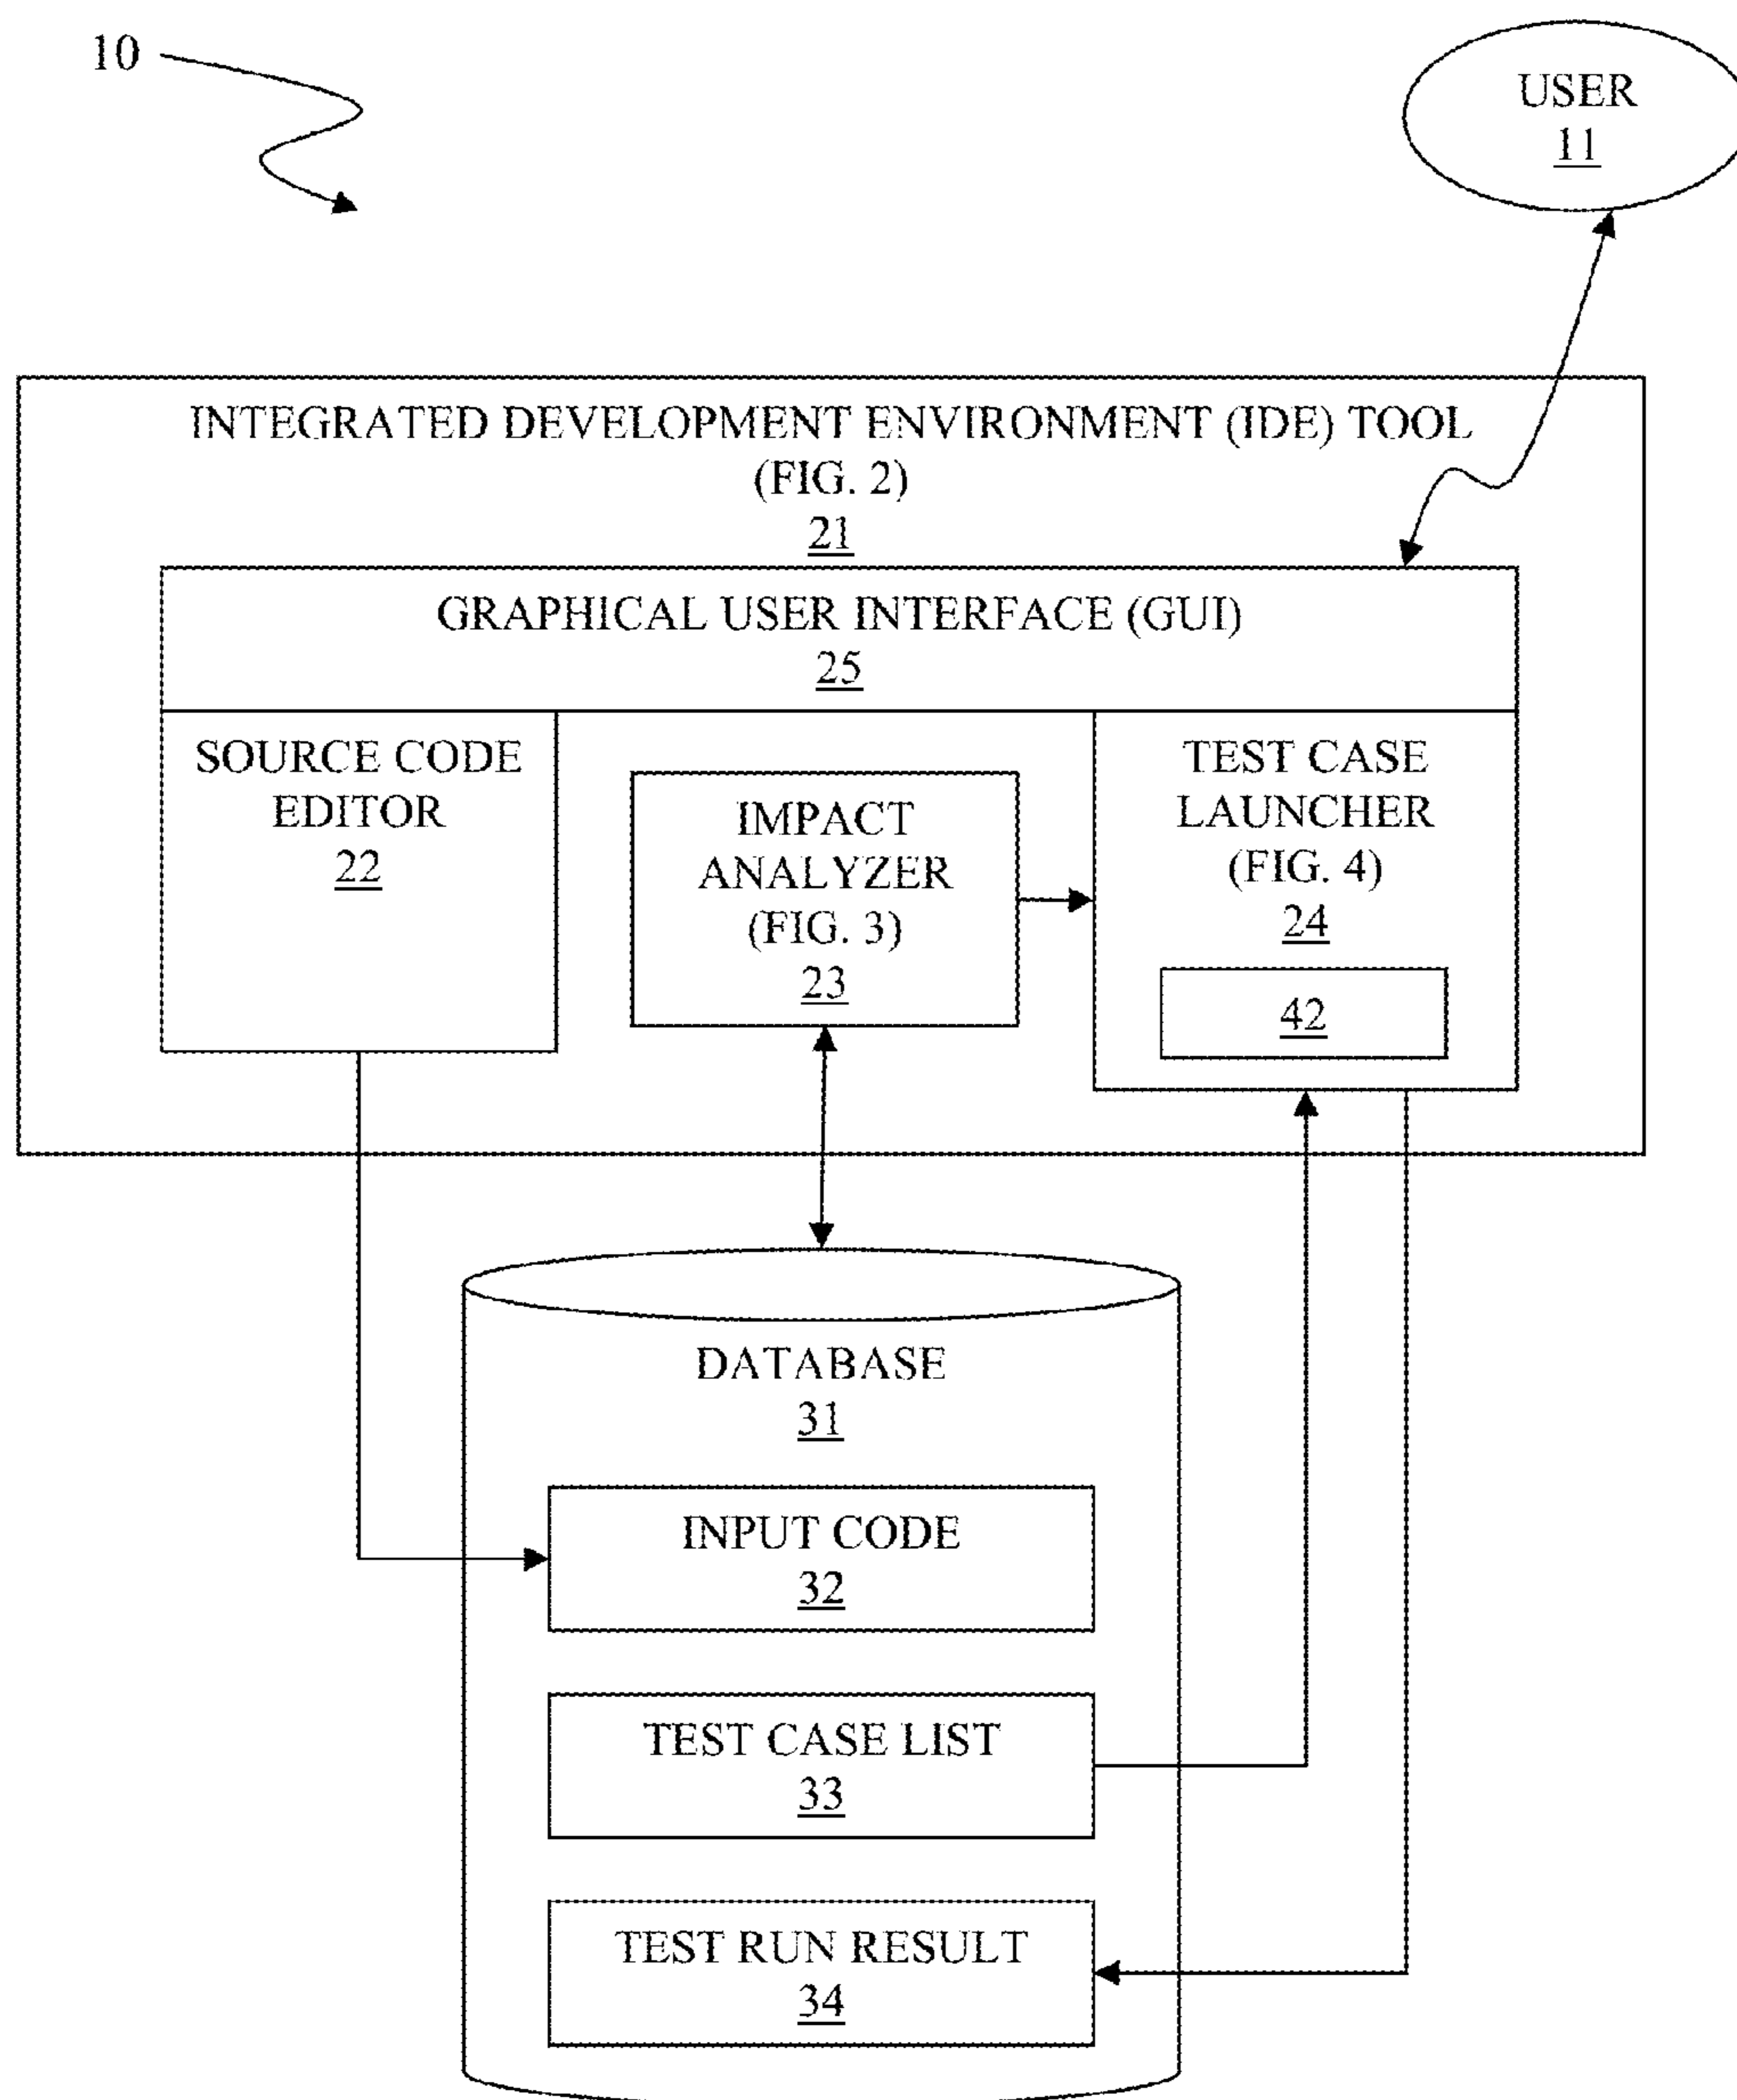 10
USER
11
INTEGRATED DEVELOPMENT ENVIRONMENT (IDE) TOOL
(FIG. 2)
21
GRAPHICAL USER INTERFACE (GUI)
25
SOURCE CODE
EDITOR
22
IMPACT
ANALYZER
(FIG. 3)
23
TEST CASE
LAUNCHER
(FIG. 4)
24
42
DATABASE
31
INPUT CODE
32
TEST CASE LIST
33
TEST RUN RESULT
34